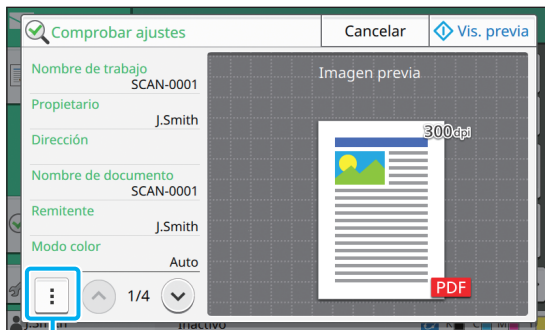 Comprobar ajustes
Cancelar
Vis. previa
Nombre de trabajo
SCAN-0001
Propietario
J.Smith
Dirección
Nombre de documento
SCAN-0001
Remitente
J.Smith
Modo color
Auto
1/4
Imagen previa
300dpi
PDF
J.Smith
Inactivo
K C M